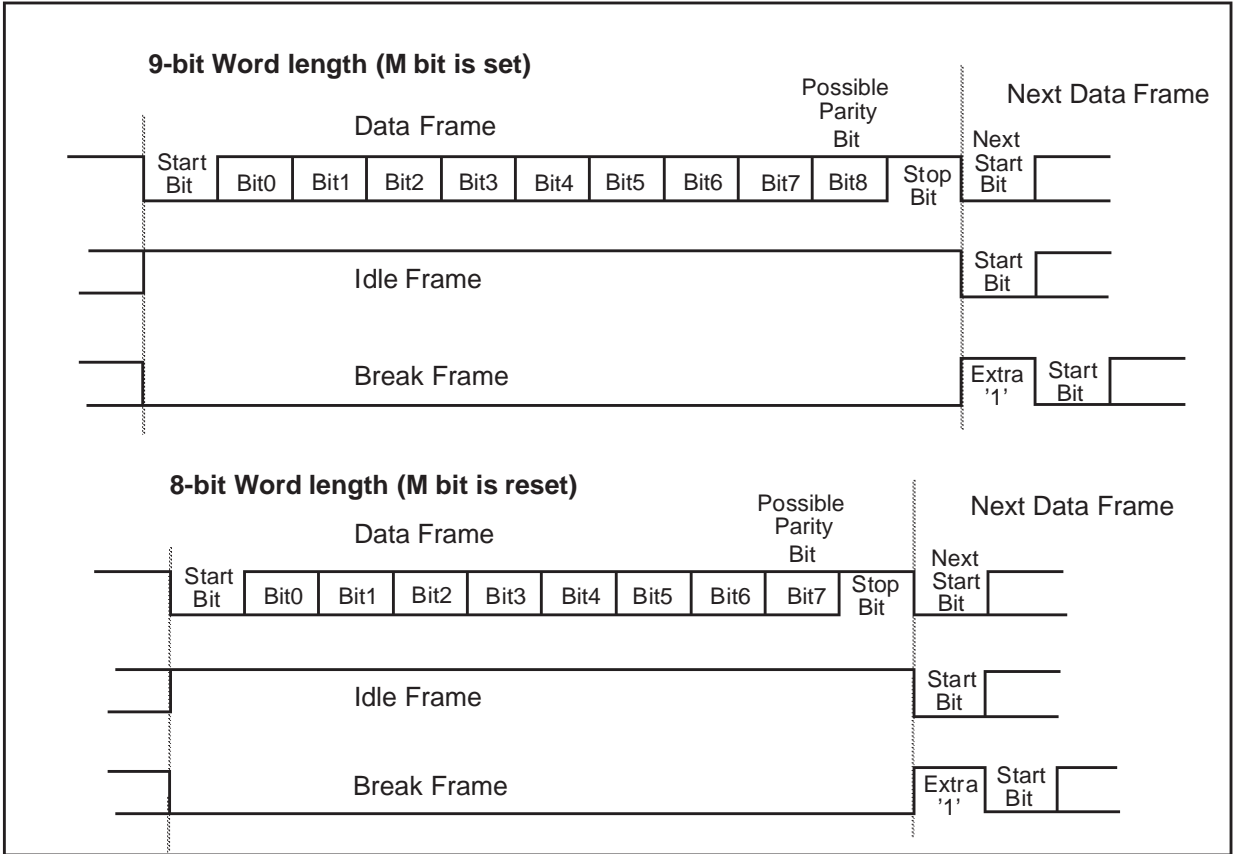 9-bit Word length (M bit is set)
Possible
Parity
Bit
Next Data Frame
Data Frame
Next
Start
Bit
Start
Bit
Bit0 Bit1 Bit2 Bit3 Bit4 Bit5 Bit6 Bit7 Bit8
Stop
Bit
Idle Frame
Start
Bit
Break Frame
Extra
'1'
Start
Bit
8-bit Word length (M bit is reset)
Possible
Parity
Bit
Next Data Frame
Data Frame
Next
Start
Bit
Start
Bit
Bit0 Bit1 Bit2 Bit3 Bit4 Bit5 Bit6 Bit7
Stop
Bit
Idle Frame
Start
Bit
Break Frame
Extra
'1'
Start
Bit